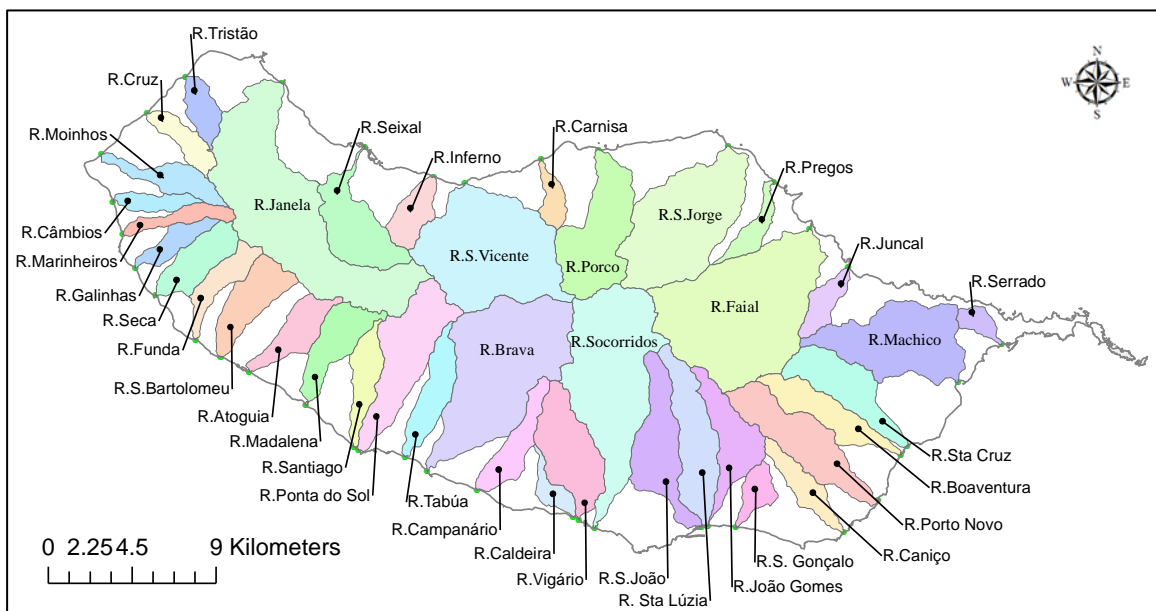 R.Tristão
N
R.Cruz
W
E
S
R.Seixal
R.Carnisa
R.Moinhos
R.Inferno
R.Pregos
R.Janela
R.S.Jorge
R.Câmbios
R.Juncal
R.S.Vicente
R.Marinheiros
R.Porco
R.Serrado
R.Galinhas
R.Faial
R.Seca
R.Machico
R.Funda
R.Brava
R.Socorridos
R.S.Bartolomeu
R.Atoguia
R.Madalena
R.Sta Cruz
R.Santiago
R.Boaventura
R.Ponta do Sol
R.Tabúa
R.Porto Novo
R.Campanário
0 2.25 4.5 9 Kilometers
R.Caldeira
R.Caniço
R.S. Gonçalo
R.Vigário
R.S.João
R.João Gomes
R. Sta Lúzia